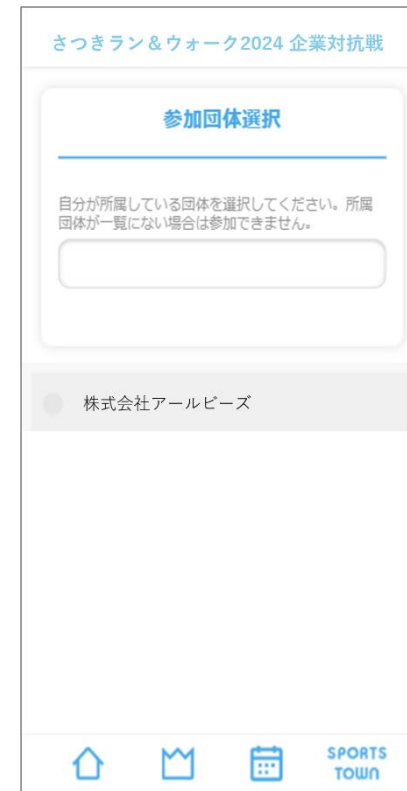 さつきラン＆ウォーク2024 企業対抗戦
参加団体選択
自分が所属している団体を選択してください。所属
団体が一覧にない場合は参加できません。
株式会社アールビーズ
SPORTS
TOWN